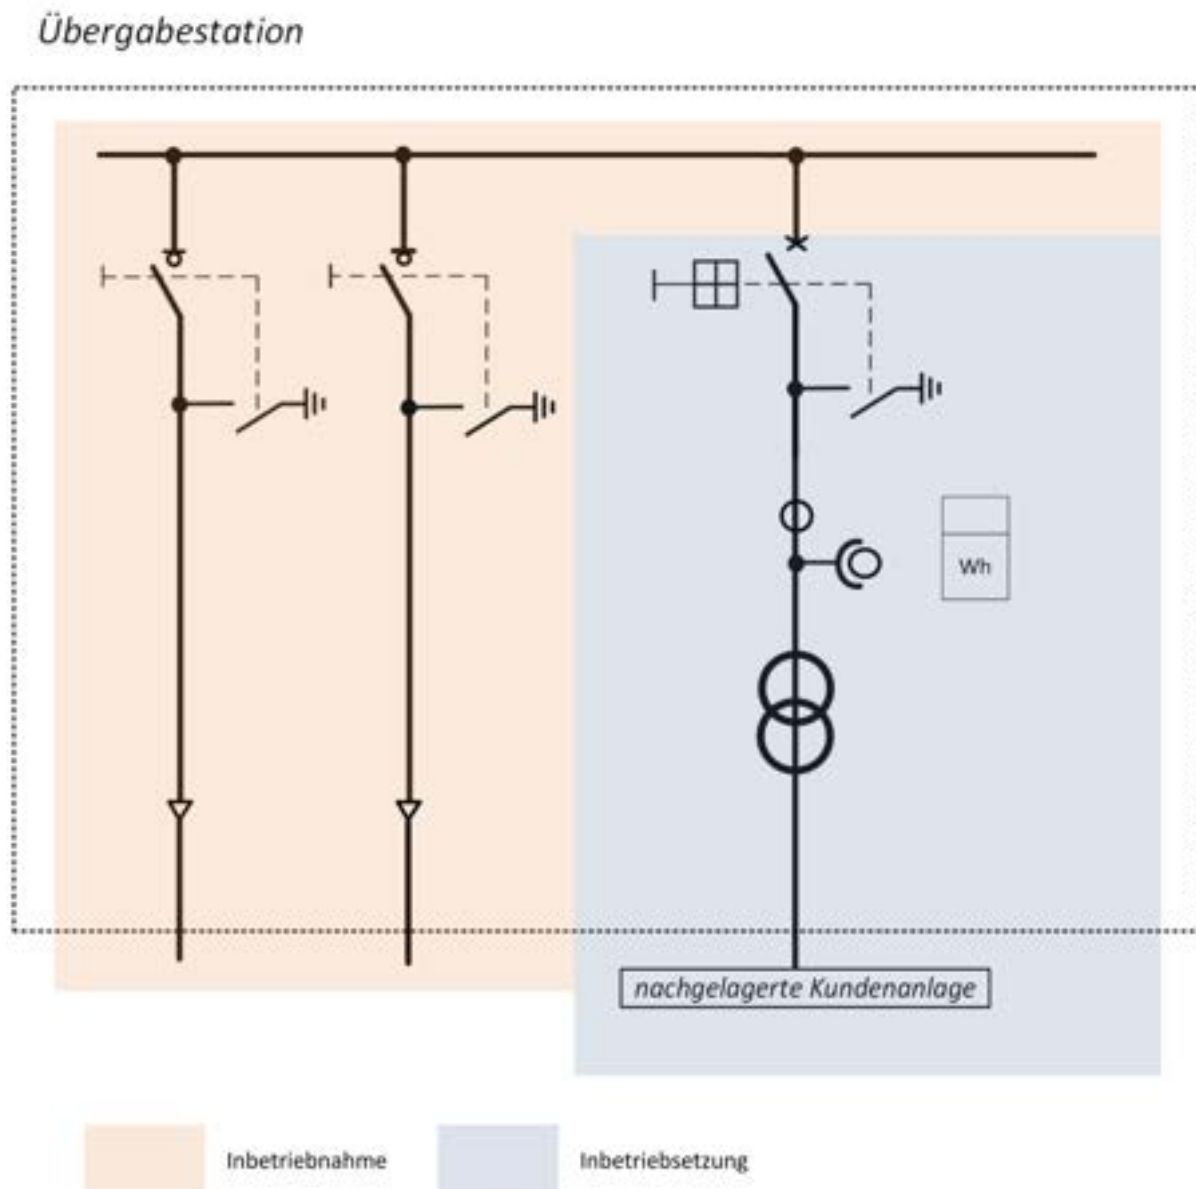 Übergabestation
Wh
nachgelagerte Kundenanlage
Inbetriebnahme
Inbetriebsetzung